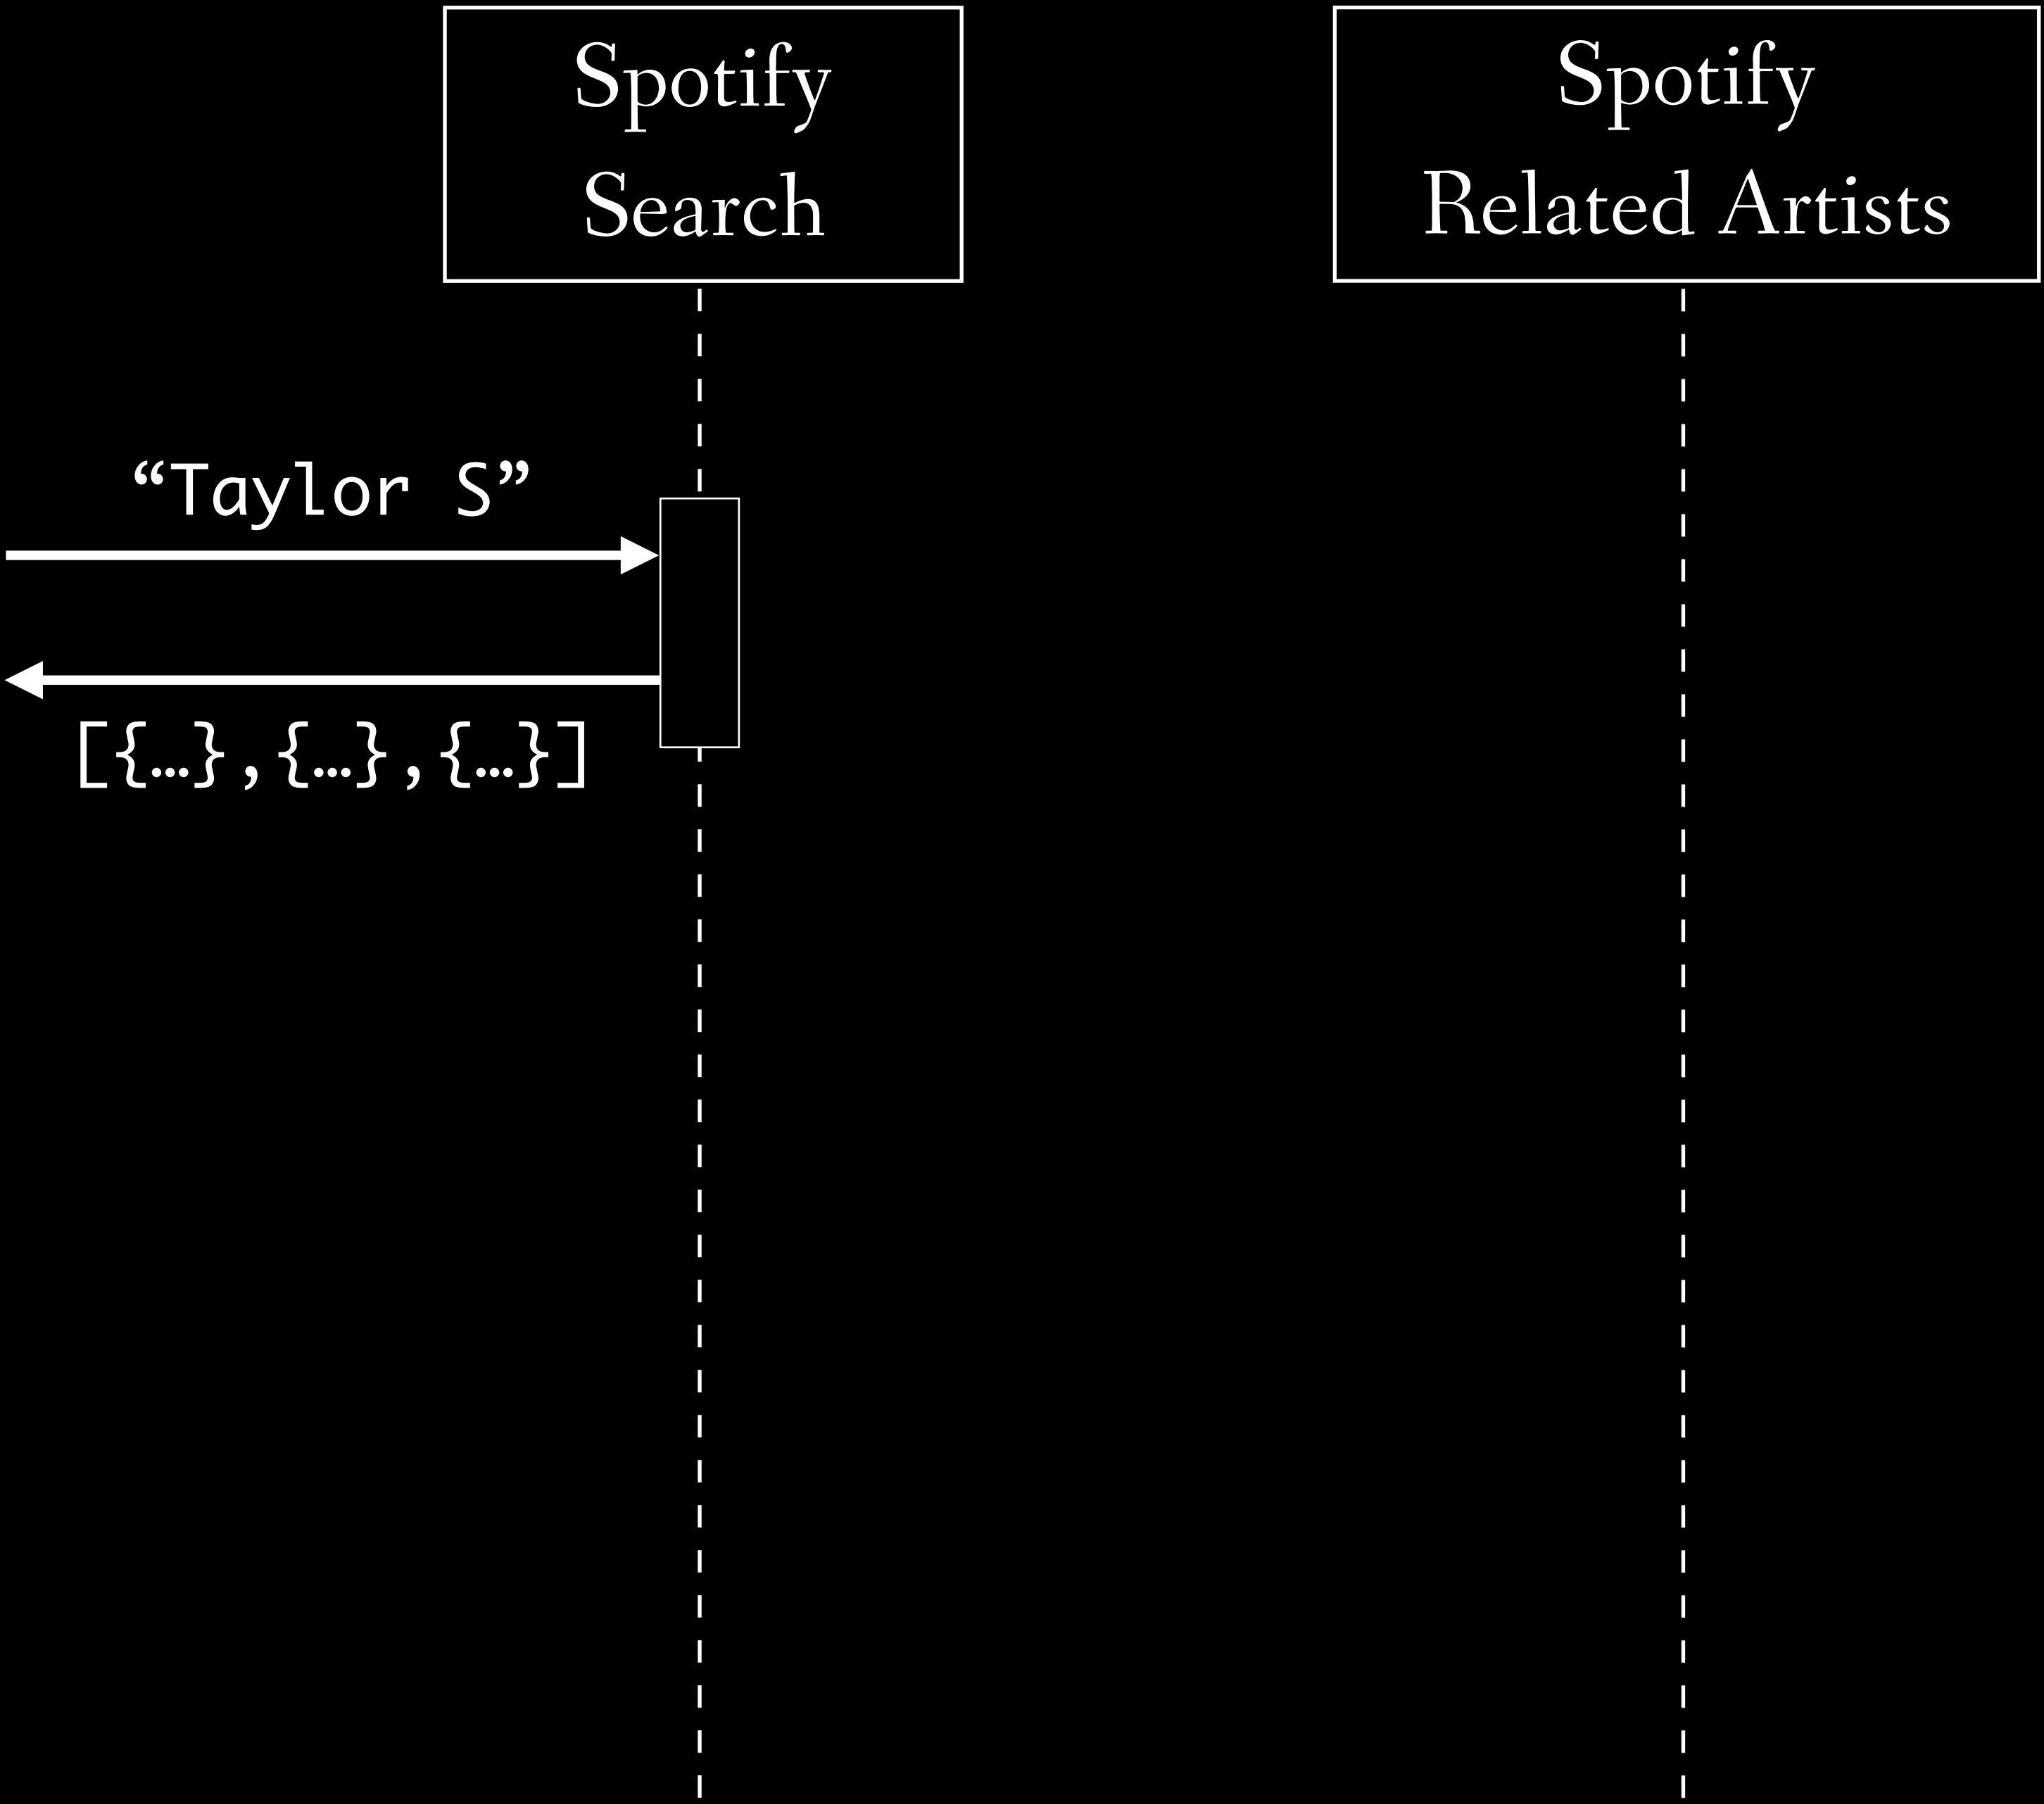 Spotify
Search
Spotify
Related Artists
“Taylor S”
[{…},{…},{…}]